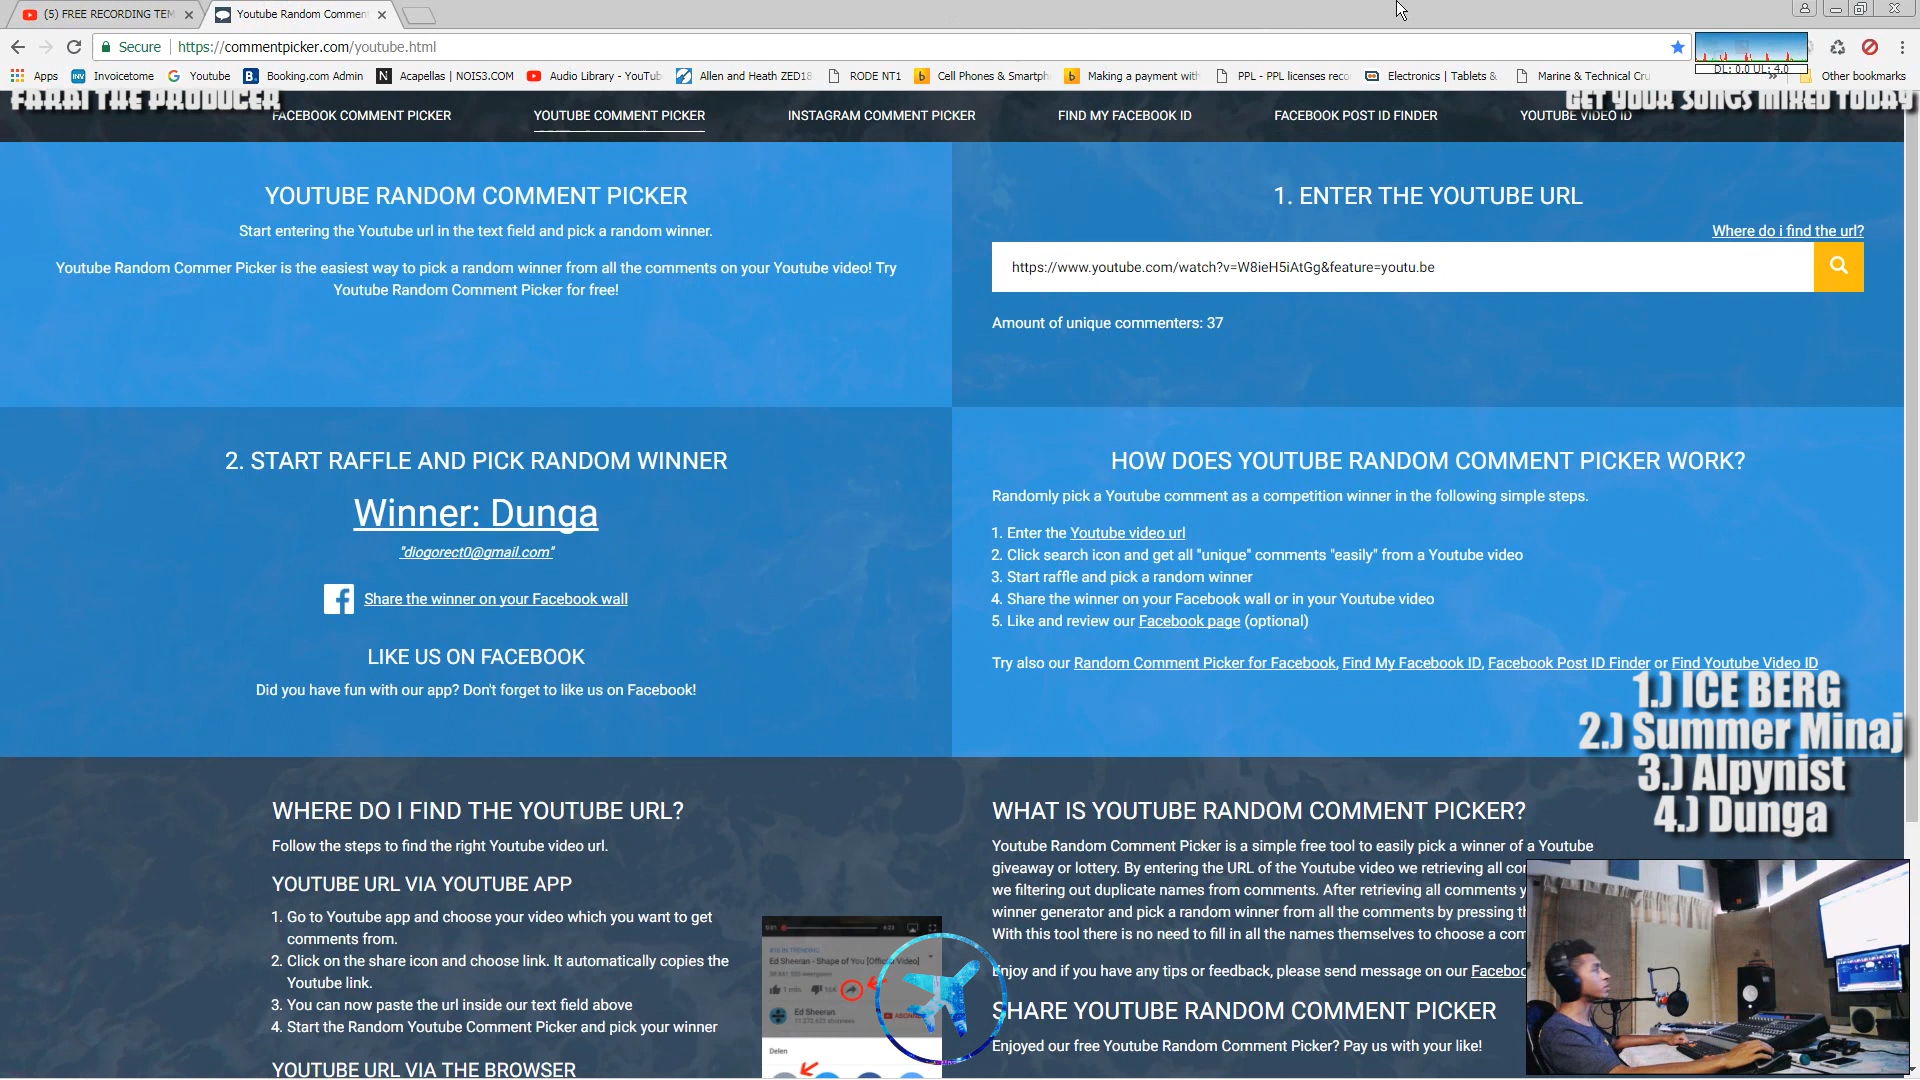 (5) FREE RECORDING TEM
Youtube Random Commen
Secure
https://commentpicker.com/youtube.html
DL: 0.0 UL: 4.0
Apps
Invoicetome
Youtube
Booking.com Admin
Acapellas | NOIS3.COM
Audio Library - YouTub
Allen and Heath ZED18
RODE NT1
Cell Phones & Smartph
Making a payment with
PPL - PPL licenses reco
Electronics | Tablets &
Marine & Technical Cru
»
Other bookmarks
FARAI THE PRODUCER
GET YOUR SONGS MIXED TODAY
FACEBOOK COMMENT PICKER
YOUTUBE COMMENT PICKER
INSTAGRAM COMMENT PICKER
FIND MY FACEBOOK ID
FACEBOOK POST ID FINDER
YOUTUBE VIDEO ID
YOUTUBE RANDOM COMMENT PICKER
Start entering the Youtube url in the text field and pick a random winner.
Youtube Random Commer Picker is the easiest way to pick a random winner from all the comments on your Youtube video! Try
Youtube Random Comment Picker for free!
1. ENTER THE YOUTUBE URL
Where do i find the url?
https://www.youtube.com/watch?v=W8ieH5iAtGg&feature=youtu.be
Amount of unique commenters: 37
2. START RAFFLE AND PICK RANDOM WINNER
Winner: Dunga
"diogorect0@gmail.com"
Share the winner on your Facebook wall
LIKE US ON FACEBOOK
Did you have fun with our app? Don't forget to like us on Facebook!
HOW DOES YOUTUBE RANDOM COMMENT PICKER WORK?
Randomly pick a Youtube comment as a competition winner in the following simple steps.
1. Enter the Youtube video url
2. Click search icon and get all "unique" comments "easily" from a Youtube video
3. Start raffle and pick a random winner
4. Share the winner on your Facebook wall or in your Youtube video
5. Like and review our Facebook page (optional)
Try also our Random Comment Picker for Facebook, Find My Facebook ID, Facebook Post ID Finder or Find Youtube Video ID
1.) ICE BERG
2.) Summer Minaj
3.) Alpynist
4.) Dunga
WHERE DO I FIND THE YOUTUBE URL?
Follow the steps to find the right Youtube video url.
YOUTUBE URL VIA YOUTUBE APP
1. Go to Youtube app and choose your video which you want to get
comments from.
2. Click on the share icon and choose link. It automatically copies the
Youtube link.
3. You can now paste the url inside our text field above
4. Start the Random Youtube Comment Picker and pick your winner
YOUTUBE URL VIA THE BROWSER
#16 IN TRENDING
Ed Sheeran - Shape of You [Official Video]
Ed Sheeran
Delen
WHAT IS YOUTUBE RANDOM COMMENT PICKER?
Youtube Random Comment Picker is a simple free tool to easily pick a winner of a Youtube
giveaway or lottery. By entering the URL of the Youtube video we retrieving all com
we filtering out duplicate names from comments. After retrieving all comments y
winner generator and pick a random winner from all the comments by pressing th
With this tool there is no need to fill in all the names themselves to choose a com
Enjoy and if you have any tips or feedback, please send message on our Faceboo
SHARE YOUTUBE RANDOM COMMENT PICKER
Enjoyed our free Youtube Random Comment Picker? Pay us with your like!